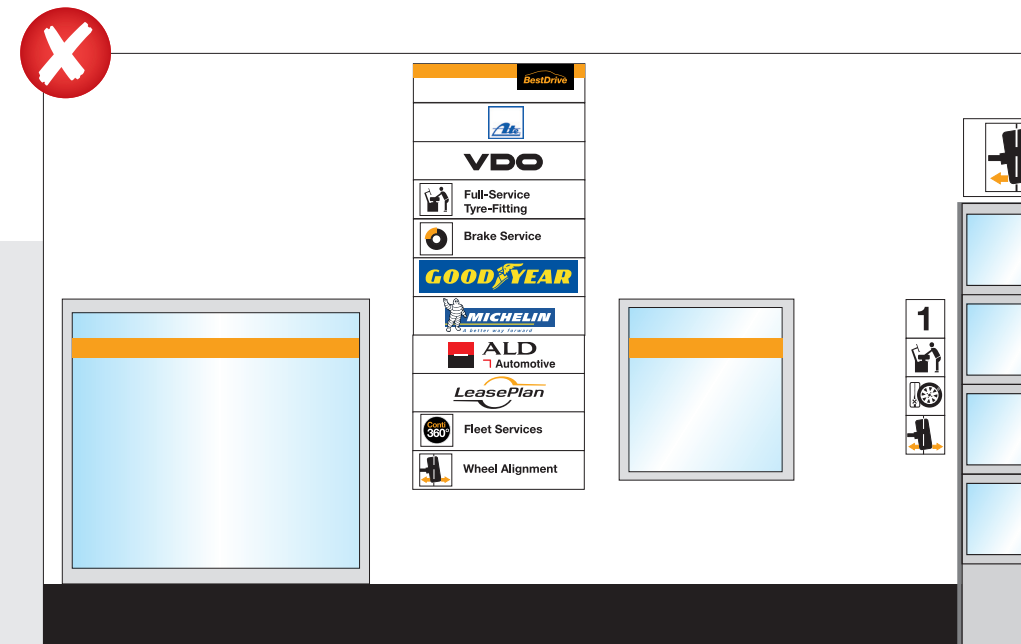 BestDrive
Ate
VDO
Full-Service
Tyre-Fitting
Brake Service
GOODYEAR
MICHELIN
A better way forward
ALD
Automotive
LeasePlan
Conti
360°
Fleet Services
Wheel Alignment
1